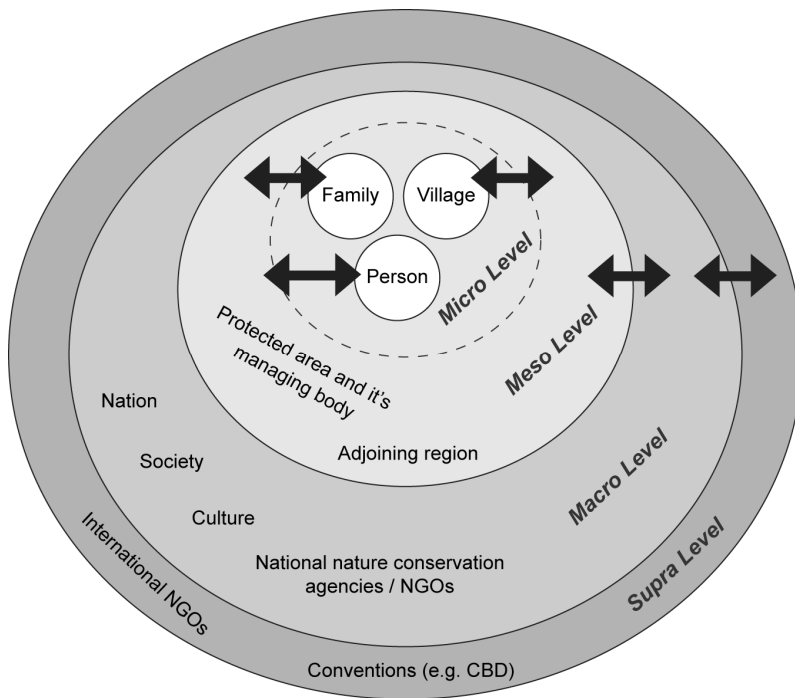 Family
Village
Person
Micro Level
Protected area and it's
managing body
Meso Level
Adjoining region
Nation
Society
Culture
National nature conservation
agencies / NGOs
Macro Level
International NGOs
Conventions (e.g. CBD)
Supra Level